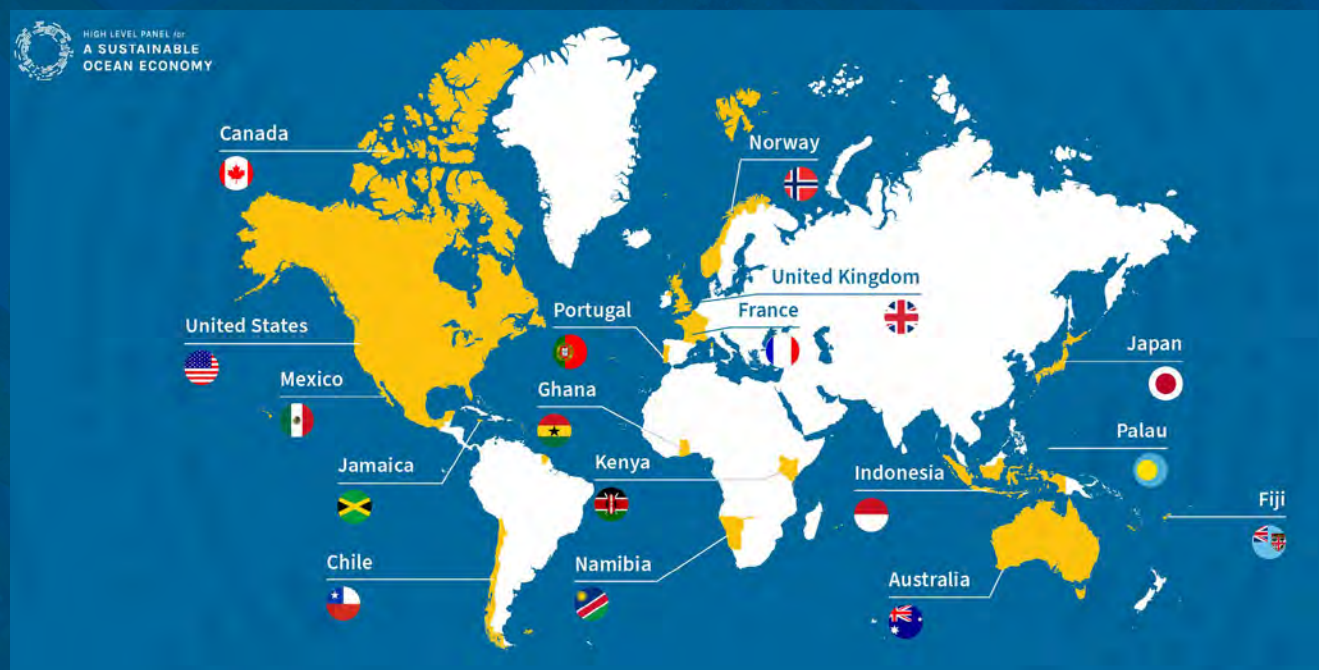 HIGH LEVEL PANEL for
A SUSTAINABLE
OCEAN ECONOMY
Canada
Norway
United Kingdom
Portugal
France
United States
Japan
Mexico
Ghana
Palau
Jamaica
Kenya
Indonesia
Fiji
Chile
Namibia
Australia